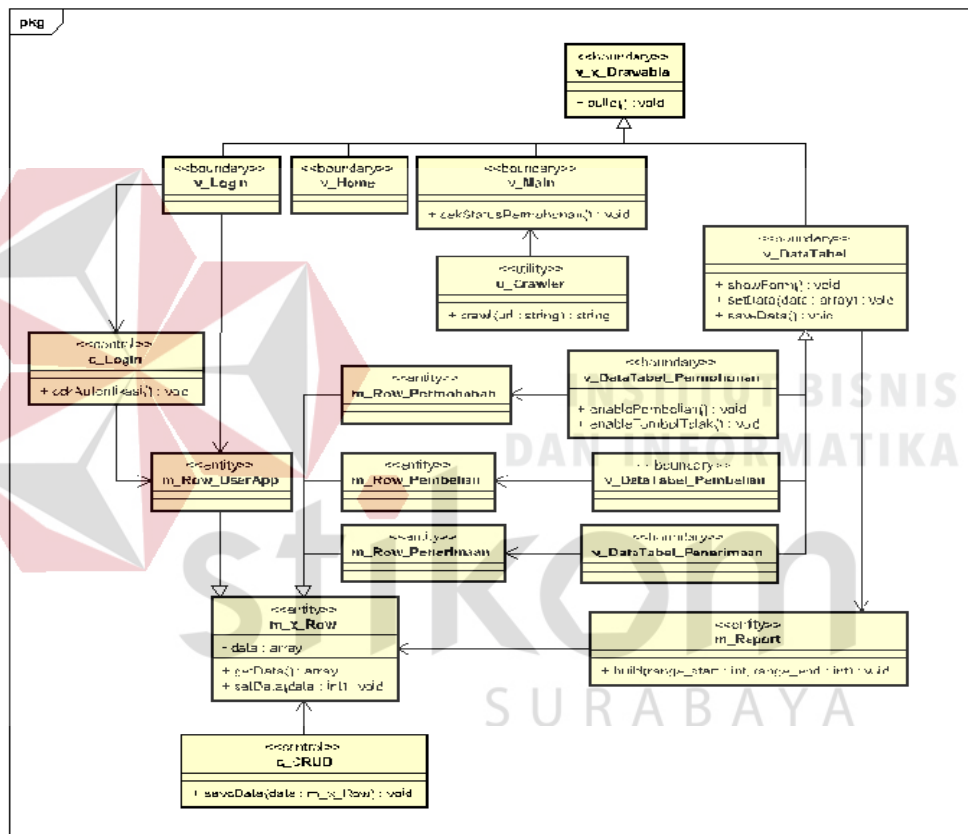 pkg
<<boundary>>
v_x_Drawable
: void
<<boundary>>
v_Login
<<boundary>>
v_Home
<<boundary>>
v_Main
+ cekStatusPermohonan() : void
<<boundary>>
v_DataTabel
+ showForm() : void
+ setData(data : array) : void
+ saveData() : void
<<utility>>
u_Crawler
+ crawl(url : string) : string
<<control>>
c_Login
+ cekAutentikasi() : void
<<entity>>
m_Row_Permohonan
<<boundary>>
v_DataTabel_Permohonan
+ enablePembelian() : void
+ enableTombolTolak() : void
INSTITUT BISNIS
DAN INFORMATIKA
<<entity>>
m_Row_UserApp
<<entity>>
m_Row_Pembelian
<<boundary>>
v_DataTabel_Pembelian
<<entity>>
m_Row_Penerimaan
<<boundary>>
v_DataTabel_Penerimaan
stikom
<<entity>>
m_x_Row
- data : array
+ getData() : array
+ setData(data : int) : void
<<entity>>
m_Report
+ build(range_start : int, range_end : int) : void
SURABAYA
<<control>>
c_CRUD
+ saveData(data : m_x_Row) : void